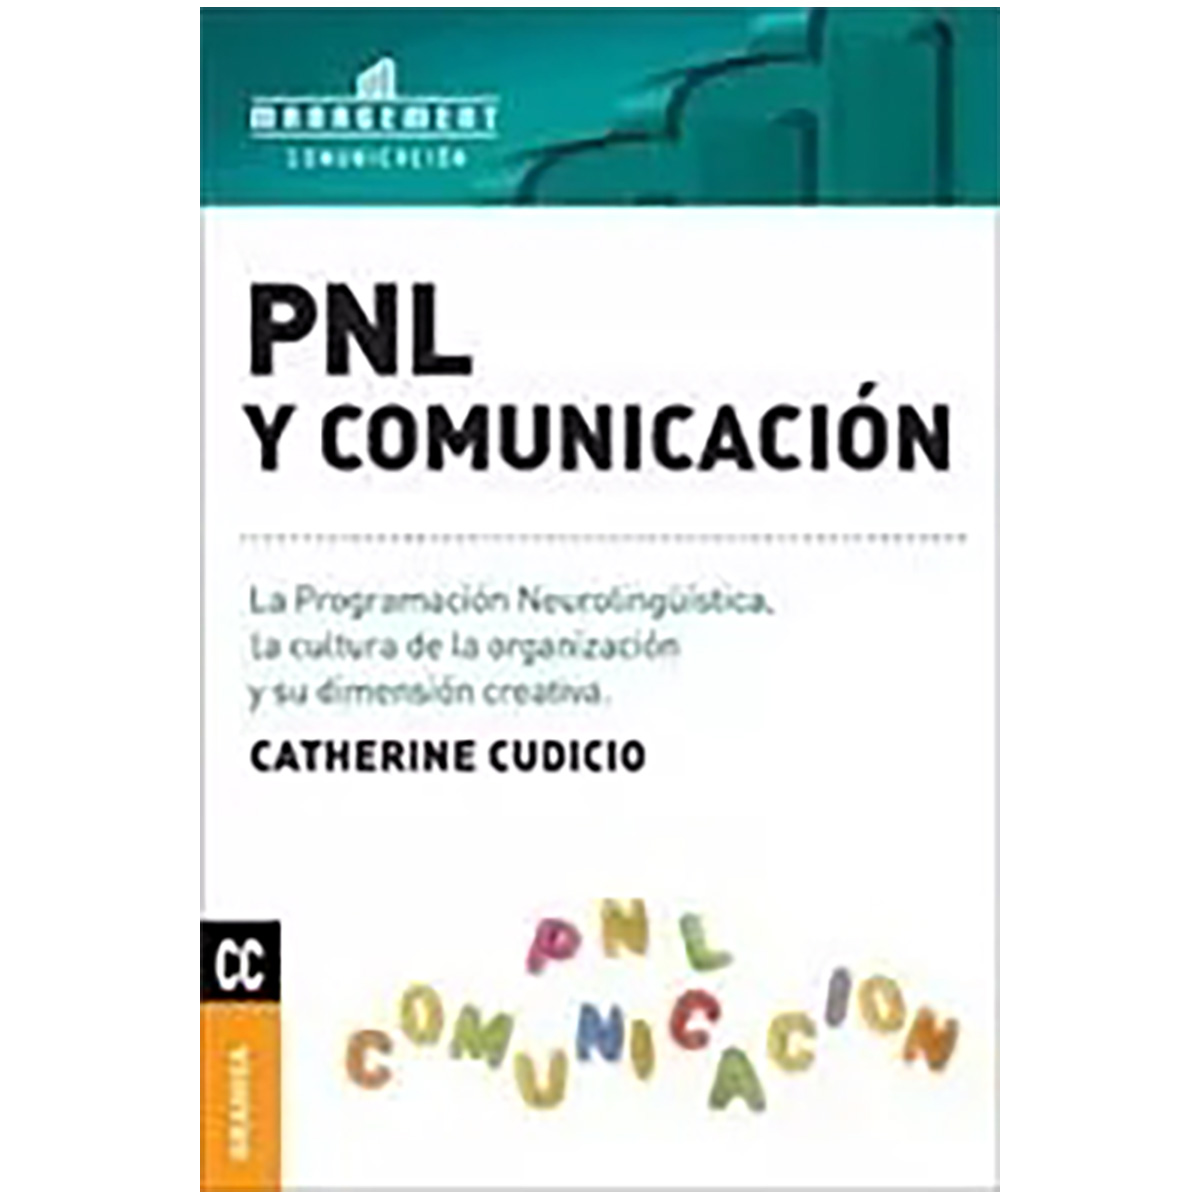 MANAGEMENT
COMUNICACIÓN
PNL
Y COMUNICACIÓN
La Programación Neurolingüística,
la cultura de la organización
y su dimensión creativa.
CATHERINE CUDICIO
PNL
COMUNICACION
CC
GRANICA